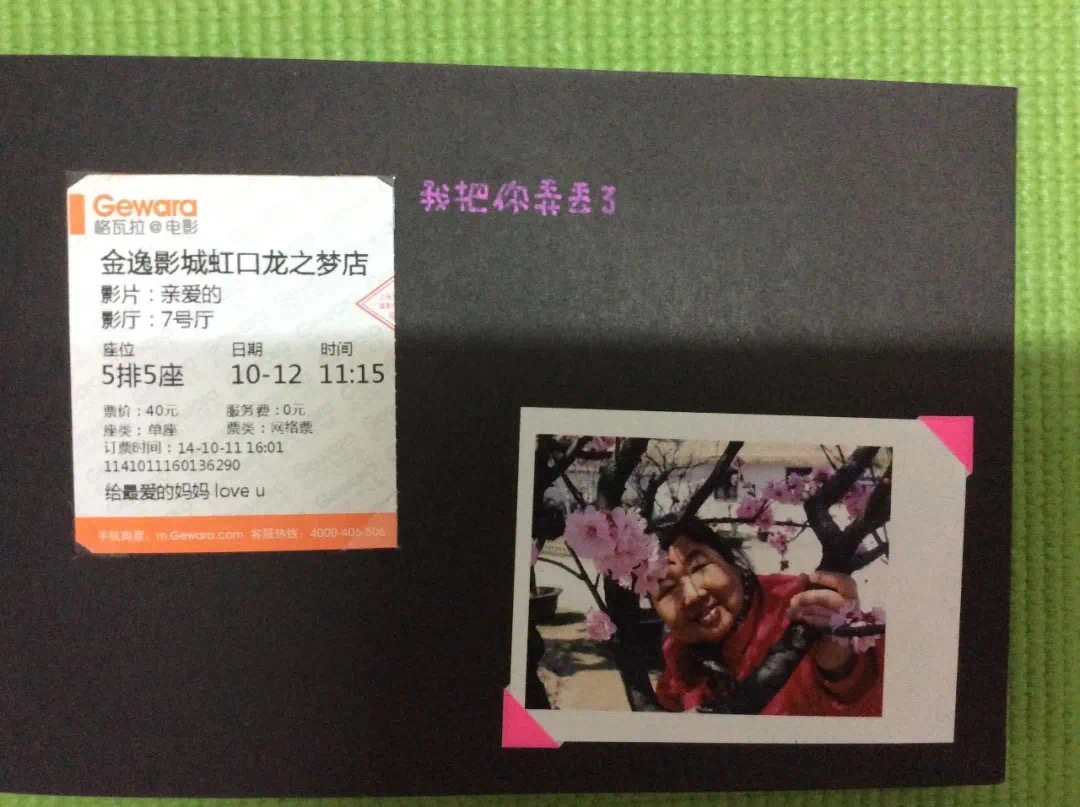 Gewara
格瓦拉@电影
金逸影城虹口龙之梦店
影片：亲爱的
影厅：7号厅
座位 日期 时间
5排5座 10-12 11:15
票价：40元 服务费：0元
座类：单座 票类：网络票
订票时间：14-10-11 16:01
1141011160136290
给最爱的妈妈 love u
手机购票：m.Gewara.com 客服热线：4000-406-506
我把你弄丢了